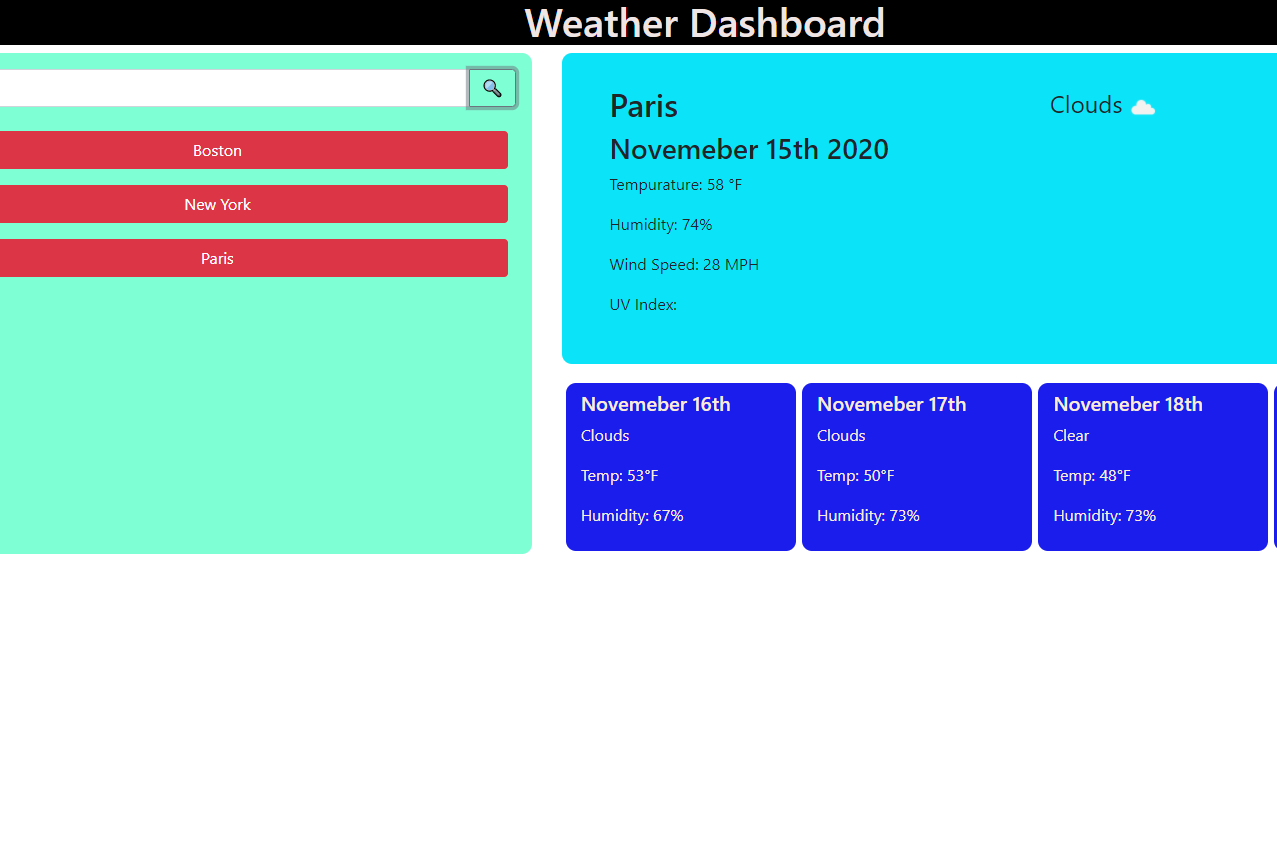 Weather Dashboard
Boston
New York
Paris
Paris
Clouds
Novemeber 15th 2020
Tempurature: 58 °F
Humidity: 74%
Wind Speed: 28 MPH
UV Index:
Novemeber 16th
Clouds
Temp: 53°F
Humidity: 67%
Novemeber 17th
Clouds
Temp: 50°F
Humidity: 73%
Novemeber 18th
Clear
Temp: 48°F
Humidity: 73%